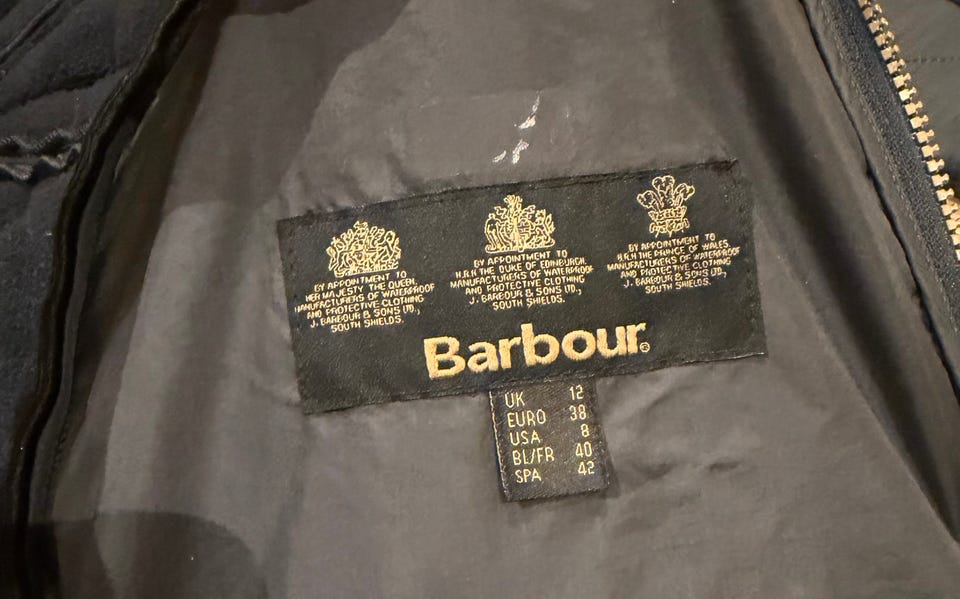 BY APPOINTMENT TO
HER MAJESTY THE QUEEN,
MANUFACTURERS OF WATERPROOF
AND PROTECTIVE CLOTHING
J. BARBOUR & SONS LTD.,
SOUTH SHIELDS.
BY APPOINTMENT TO
H.R.H THE DUKE OF EDINBURGH,
MANUFACTURERS OF WATERPROOF
AND PROTECTIVE CLOTHING
J. BARBOUR & SONS LTD.,
SOUTH SHIELDS.
BY APPOINTMENT TO
H.R.H THE PRINCE OF WALES,
MANUFACTURERS OF WATERPROOF
AND PROTECTIVE CLOTHING
J. BARBOUR & SONS LTD.,
SOUTH SHIELDS.
Barbour®
UK 12
EURO 38
USA 8
BL/FR 40
SPA 42